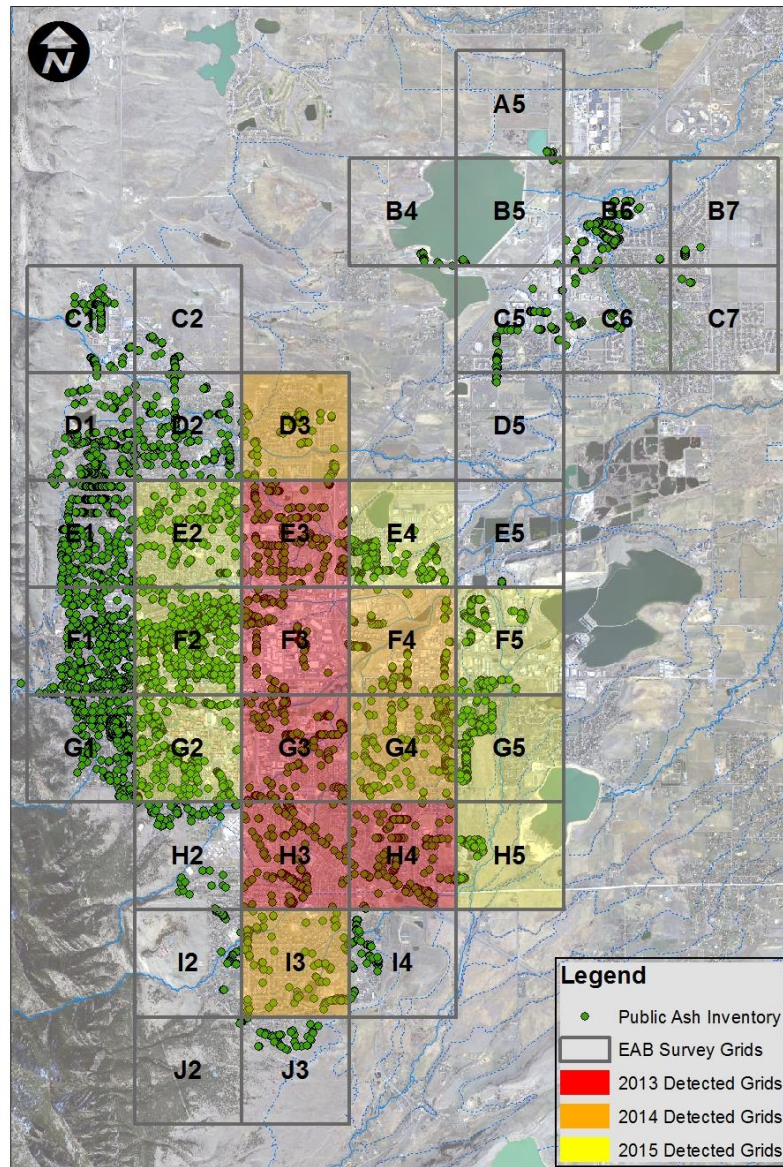 N
A5
B4 B5 B6 B7
C1 C2 C5 C6 C7
D1 D2 D3 D5
E1 E2 E3 E4 E5
F1 F2 F3 F4 F5
G1 G2 G3 G4 G5
H2 H3 H4 H5
I2 I3 I4
J2 J3
Legend
Public Ash Inventory
EAB Survey Grids
2013 Detected Grids
2014 Detected Grids
2015 Detected Grids